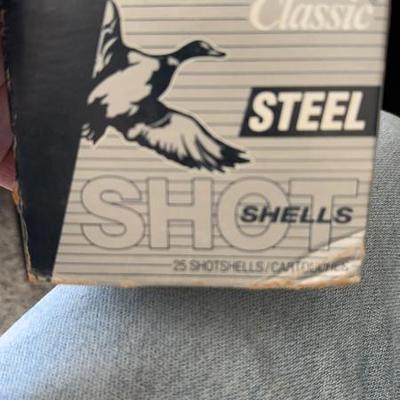 Classic
STEEL
SHOT
SHELLS
25 SHOTSHELLS/CARTOUCHES